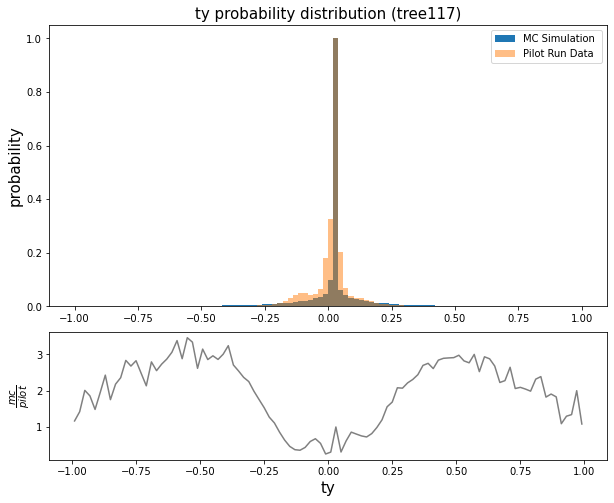 ty probability distribution (tree117)
MC Simulation
Pilot Run Data
probability
1.0
0.8
0.6
0.4
0.2
0.0
−1.00 −0.75 −0.50 −0.25 0.00 0.25 0.50 0.75 1.00
mc
pilot
3
2
1
−1.00 −0.75 −0.50 −0.25 0.00 0.25 0.50 0.75 1.00
ty